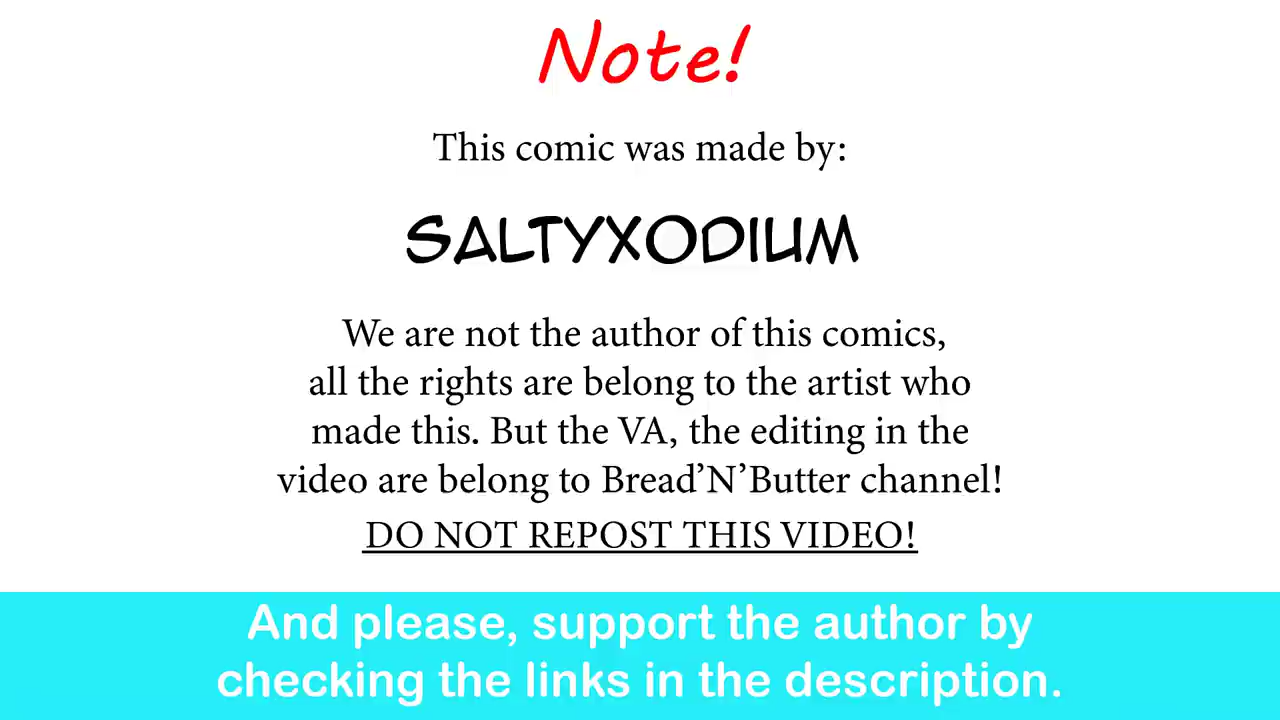 Note!
This comic was made by:
SALTYXODIUM
We are not the author of this comics,
all the rights are belong to the artist who
made this. But the VA, the editing in the
video are belong to Bread’N’Butter channel!
DO NOT REPOST THIS VIDEO!
And please, support the author by
checking the links in the description.